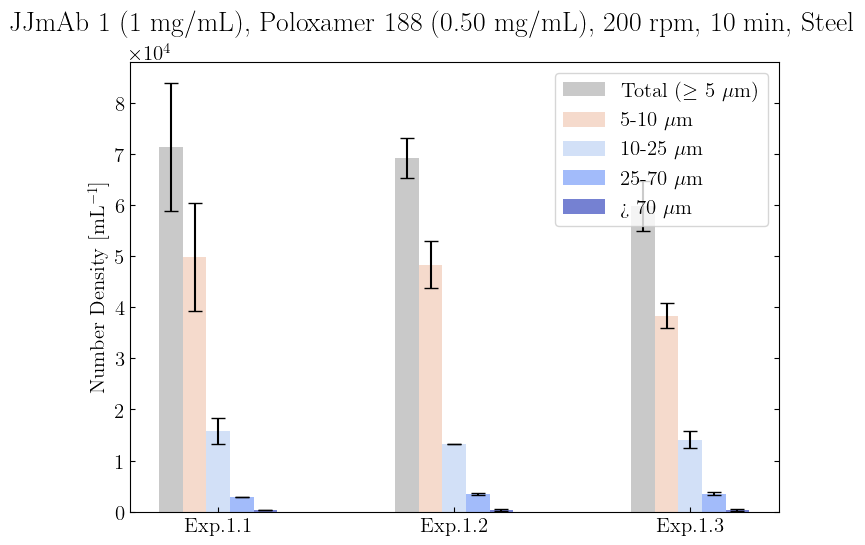 JJmAb 1 (1 mg/mL), Poloxamer 188 (0.50 mg/mL), 200 rpm, 10 min, Steel
×10⁴
Total (≥ 5 μm)
5-10 μm
10-25 μm
25-70 μm
¿ 70 μm
Number Density [mL⁻¹]
8
7
6
5
4
3
2
1
0
Exp.1.1 Exp.1.2 Exp.1.3